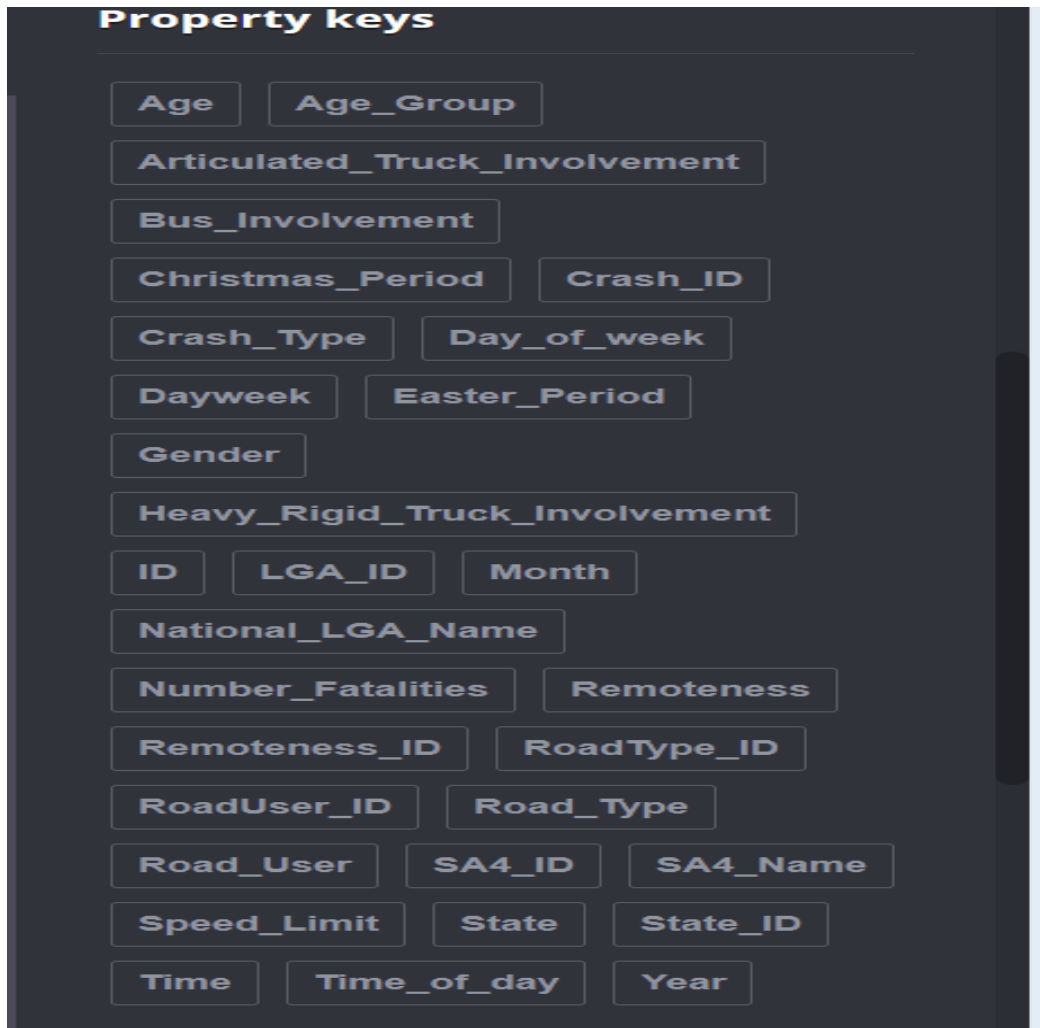 Property keys
Age Age_Group
Articulated_Truck_Involvement
Bus_Involvement
Christmas_Period Crash_ID
Crash_Type Day_of_week
Dayweek Easter_Period
Gender
Heavy_Rigid_Truck_Involvement
ID LGA_ID Month
National_LGA_Name
Number_Fatalities Remoteness
Remoteness_ID RoadType_ID
RoadUser_ID Road_Type
Road_User SA4_ID SA4_Name
Speed_Limit State State_ID
Time Time_of_day Year